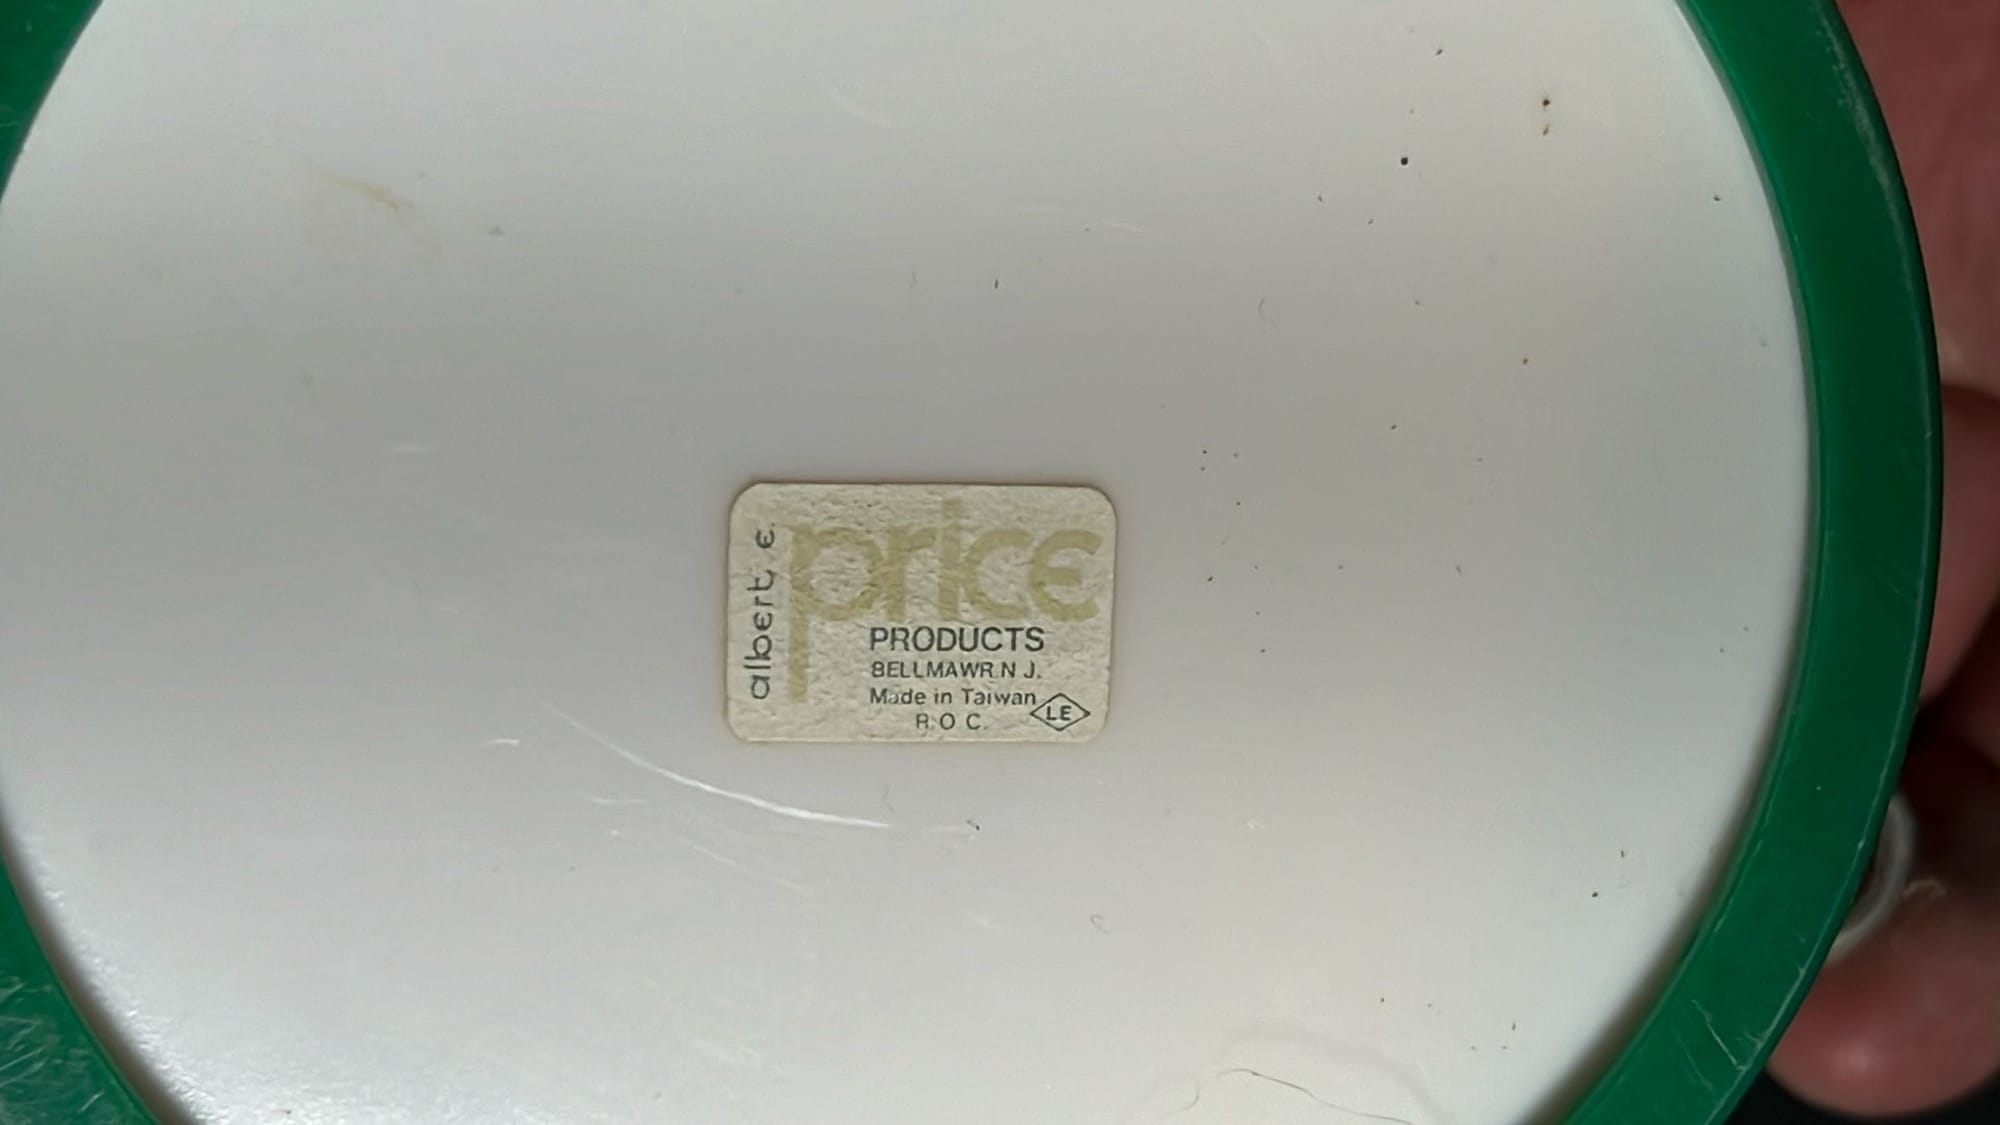 albert e.
price
PRODUCTS
BELLMAWR N J.
Made in Taiwan
R.O C.
LE